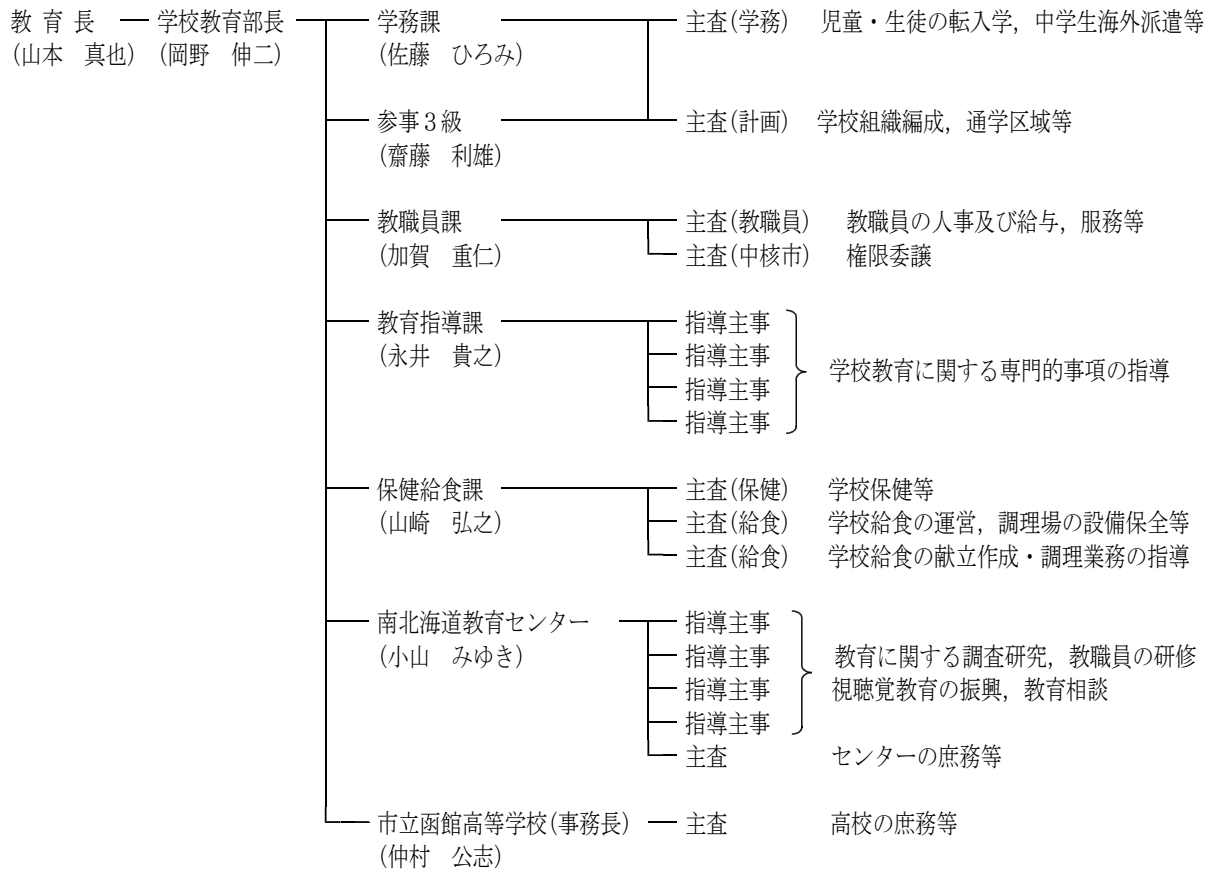 教 育 長 学校教育部長 学務課 主査(学務) 児童・生徒の転入学，中学生海外派遣等
(山本 真也) (岡野 伸二) (佐藤 ひろみ)
参事３級 主査(計画) 学校組織編成，通学区域等
(齋藤 利雄)
教職員課 主査(教職員) 教職員の人事及び給与，服務等
(加賀 重仁) 主査(中核市) 権限委譲
教育指導課 指導主事
(永井 貴之) 指導主事
学校教育に関する専門的事項の指導
指導主事
指導主事
保健給食課 主査(保健) 学校保健等
(山崎 弘之) 主査(給食) 学校給食の運営，調理場の設備保全等
主査(給食) 学校給食の献立作成・調理業務の指導
南北海道教育センター 指導主事
(小山 みゆき) 指導主事 教育に関する調査研究，教職員の研修
指導主事 視聴覚教育の振興，教育相談
指導主事
主査 センターの庶務等
市立函館高等学校(事務長) 主査 高校の庶務等
(仲村 公志)